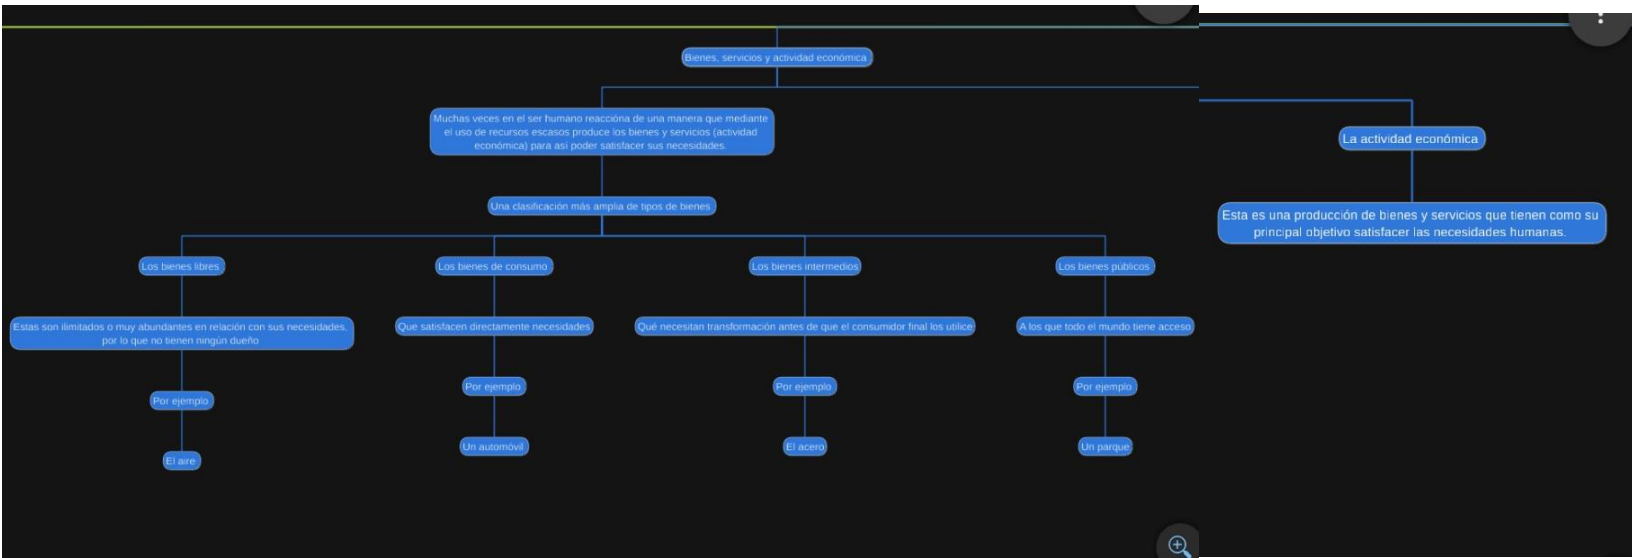 Bienes, servicios y actividad económica
Muchas veces en el ser humano reaccióna de una manera que mediante
el uso de recursos escasos produce los bienes y servicios (actividad
económica) para así poder satisfacer sus necesidades.
Una clasificación más amplia de tipos de bienes
Los bienes libres
Estas son ilimitados o muy abundantes en relación con sus necesidades,
por lo que no tienen ningún dueño
Por ejemplo
El aire
Los bienes de consumo
Que satisfacen directamente necesidades
Por ejemplo
Un automóvil
Los bienes intermedios
Qué necesitan transformación antes de que el consumidor final los utilice
Por ejemplo
El acero
Los bienes públicos
A los que todo el mundo tiene acceso
Por ejemplo
Un parque
La actividad económica
Esta es una producción de bienes y servicios que tienen como su
principal objetivo satisfacer las necesidades humanas.